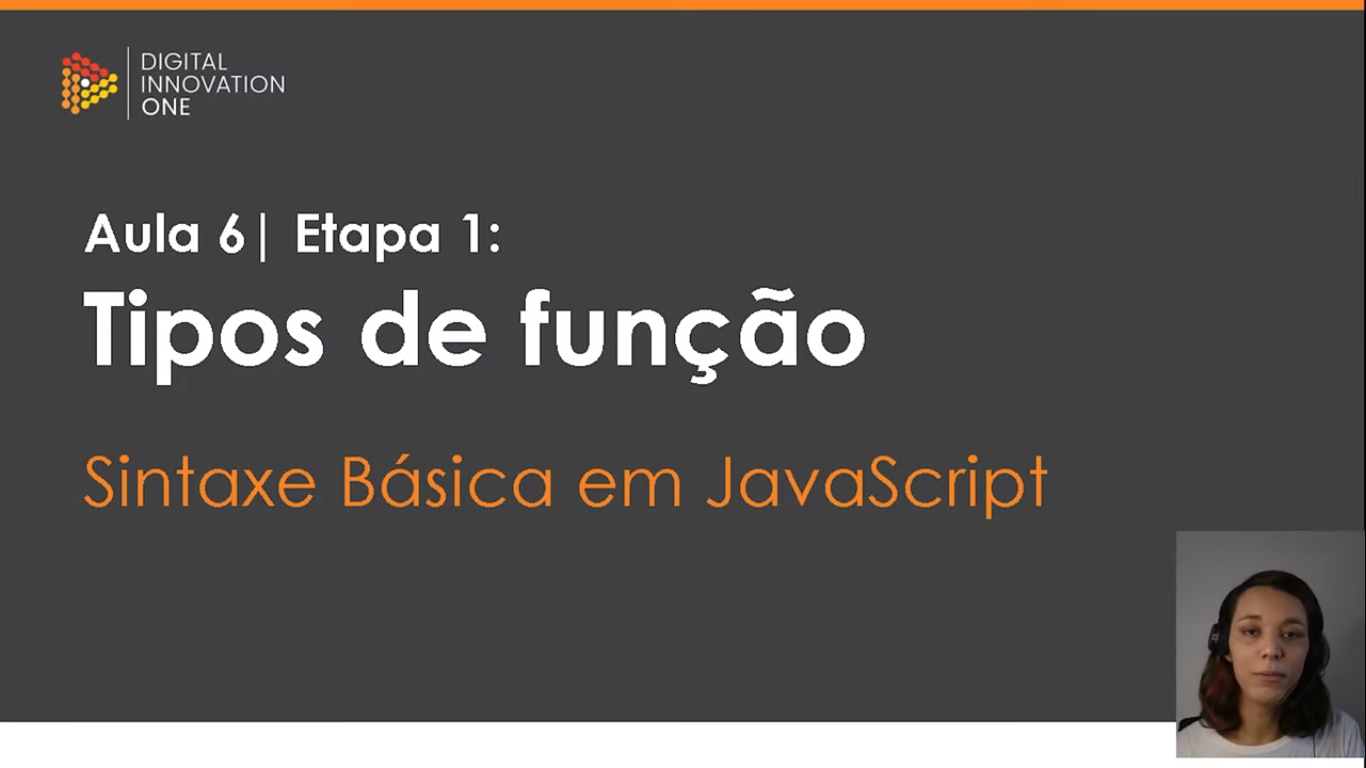 DIGITAL
INNOVATION
ONE
Aula 6| Etapa 1:
Tipos de função
Sintaxe Básica em JavaScript